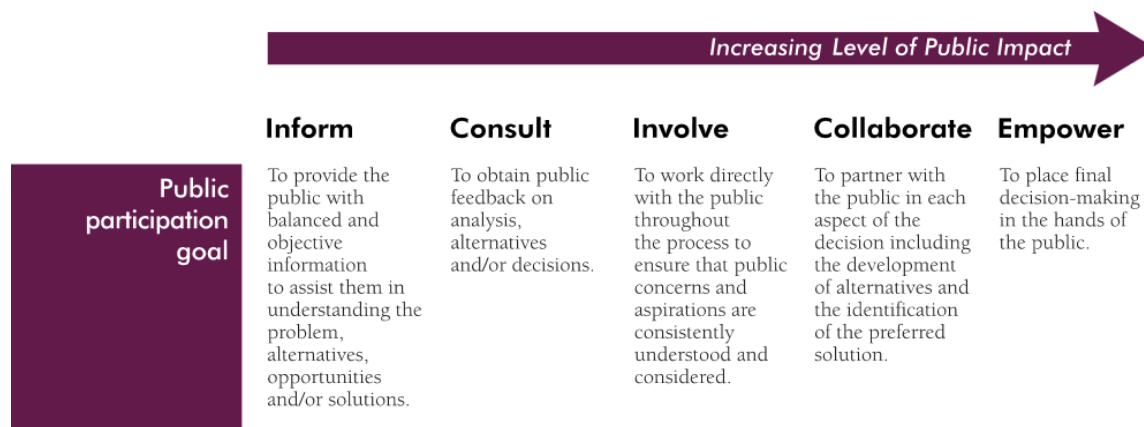 Increasing Level of Public Impact
Inform
Consult
Involve
Collaborate
Empower
Public
participation
goal
To provide the
public with
balanced and
objective
information
to assist them in
understanding the
problem,
alternatives,
opportunities
and/or solutions.
To obtain public
feedback on
analysis,
alternatives
and/or decisions.
To work directly
with the public
throughout
the process to
ensure that public
concerns and
aspirations are
consistently
understood and
considered.
To partner with
the public in each
aspect of the
decision including
the development
of alternatives and
the identification
of the preferred
solution.
To place final
decision-making
in the hands of
the public.